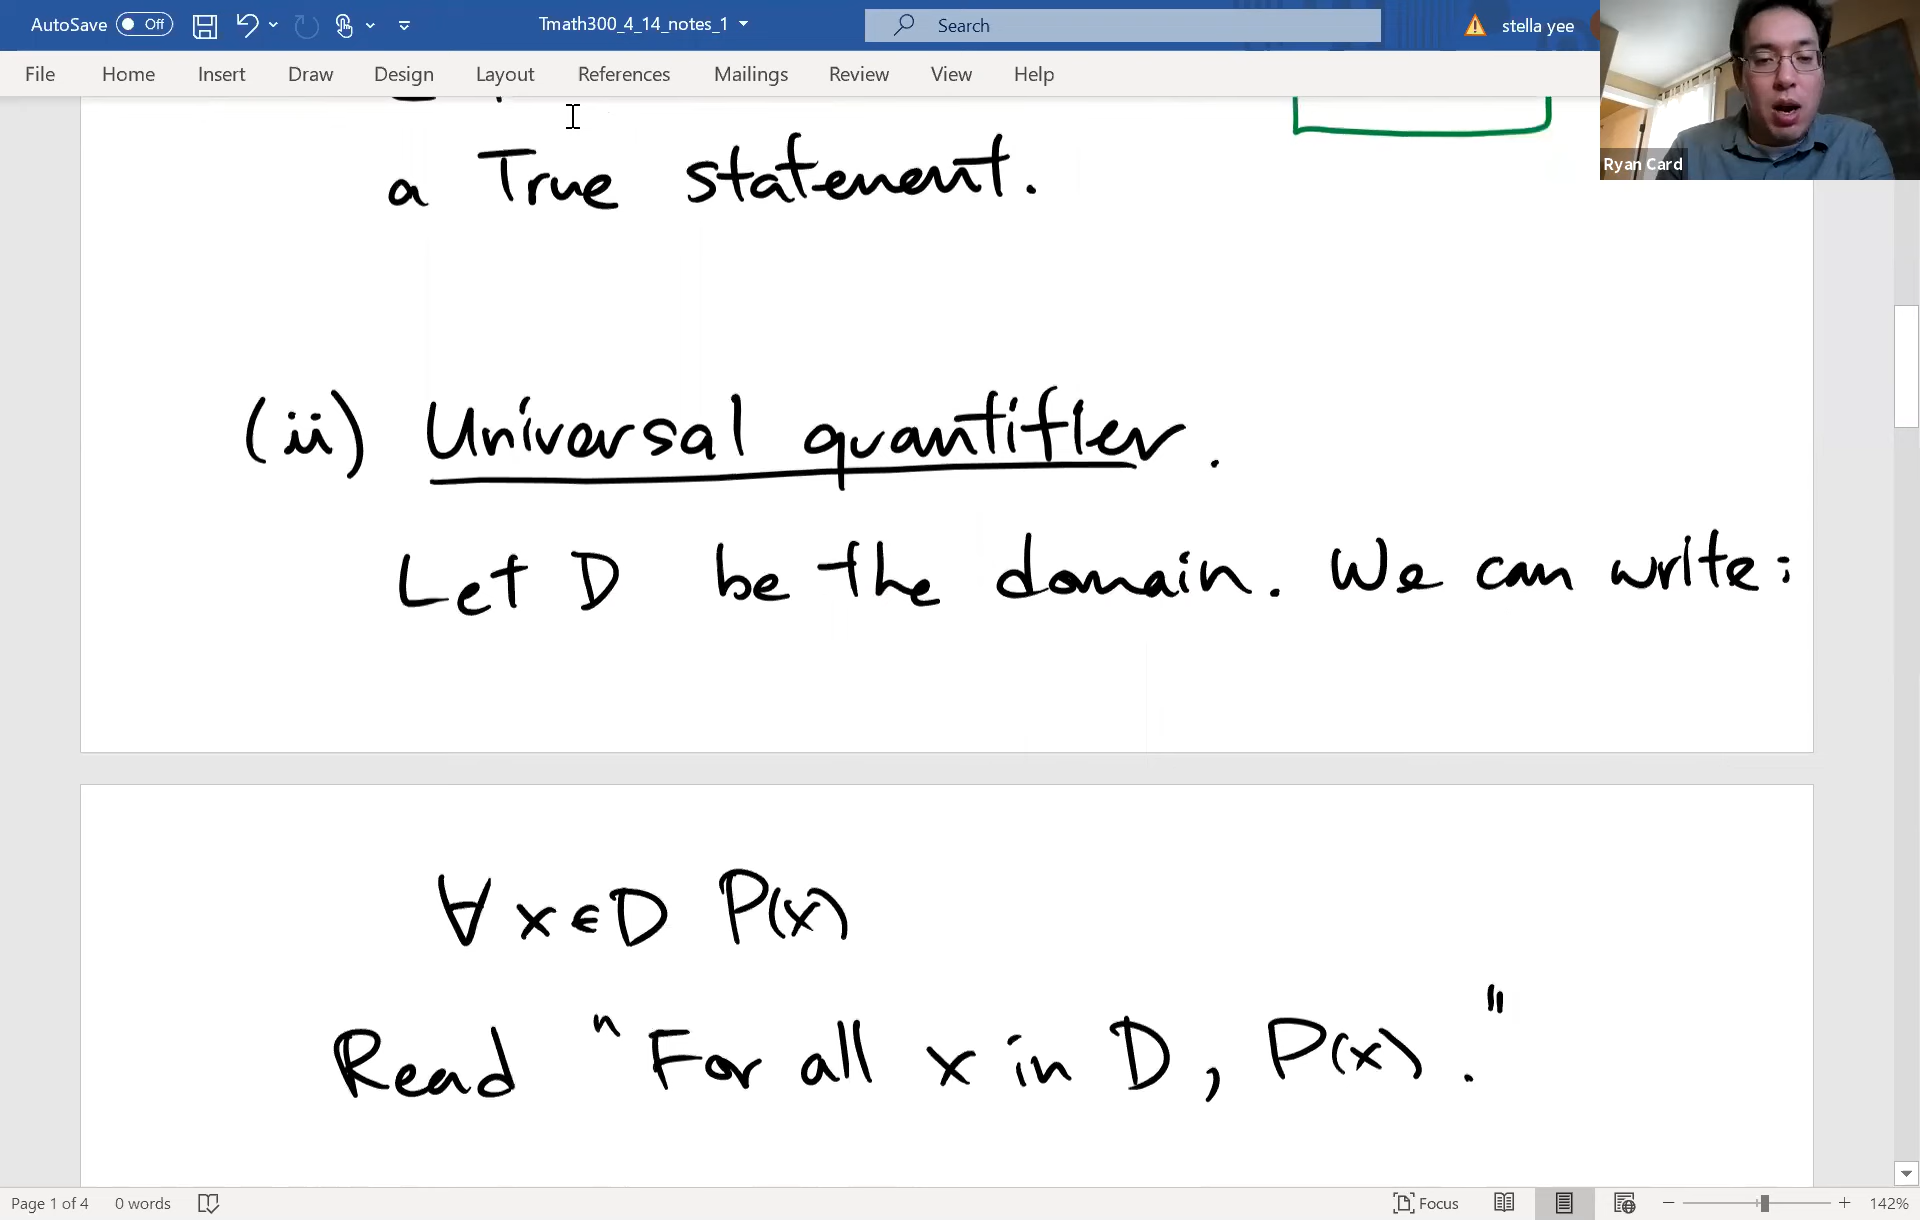 AutoSave Off Tmath300_4_14_notes_1 Search stella yee
File Home Insert Draw Design Layout References Mailings Review View Help
Ryan Card
a True statement.
(ii) Universal quantifier.
Let D be the domain. We can write:
∀ x ∈ D P(x)
Read "For all x in D, P(x)."
Page 1 of 4 0 words Focus 142%